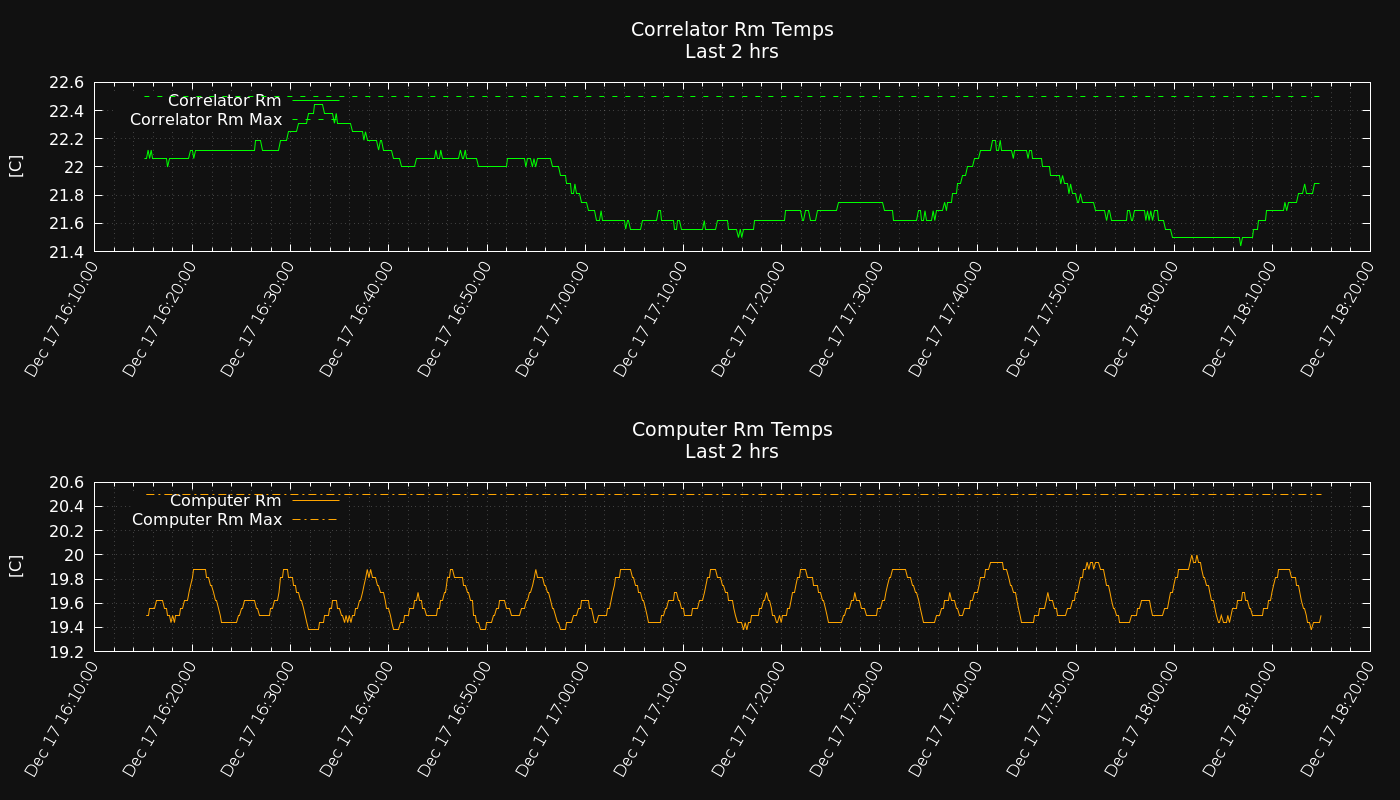 Correlator Rm Temps
Last 2 hrs
22.6
22.4
22.2
22
21.8
21.6
21.4
[C]
Correlator Rm
Correlator Rm Max
Dec 17 16:10:00
Dec 17 16:20:00
Dec 17 16:30:00
Dec 17 16:40:00
Dec 17 16:50:00
Dec 17 17:00:00
Dec 17 17:10:00
Dec 17 17:20:00
Dec 17 17:30:00
Dec 17 17:40:00
Dec 17 17:50:00
Dec 17 18:00:00
Dec 17 18:10:00
Dec 17 18:20:00
Computer Rm Temps
Last 2 hrs
20.6
20.4
20.2
20
19.8
19.6
19.4
19.2
[C]
Computer Rm
Computer Rm Max
Dec 17 16:10:00
Dec 17 16:20:00
Dec 17 16:30:00
Dec 17 16:40:00
Dec 17 16:50:00
Dec 17 17:00:00
Dec 17 17:10:00
Dec 17 17:20:00
Dec 17 17:30:00
Dec 17 17:40:00
Dec 17 17:50:00
Dec 17 18:00:00
Dec 17 18:10:00
Dec 17 18:20:00